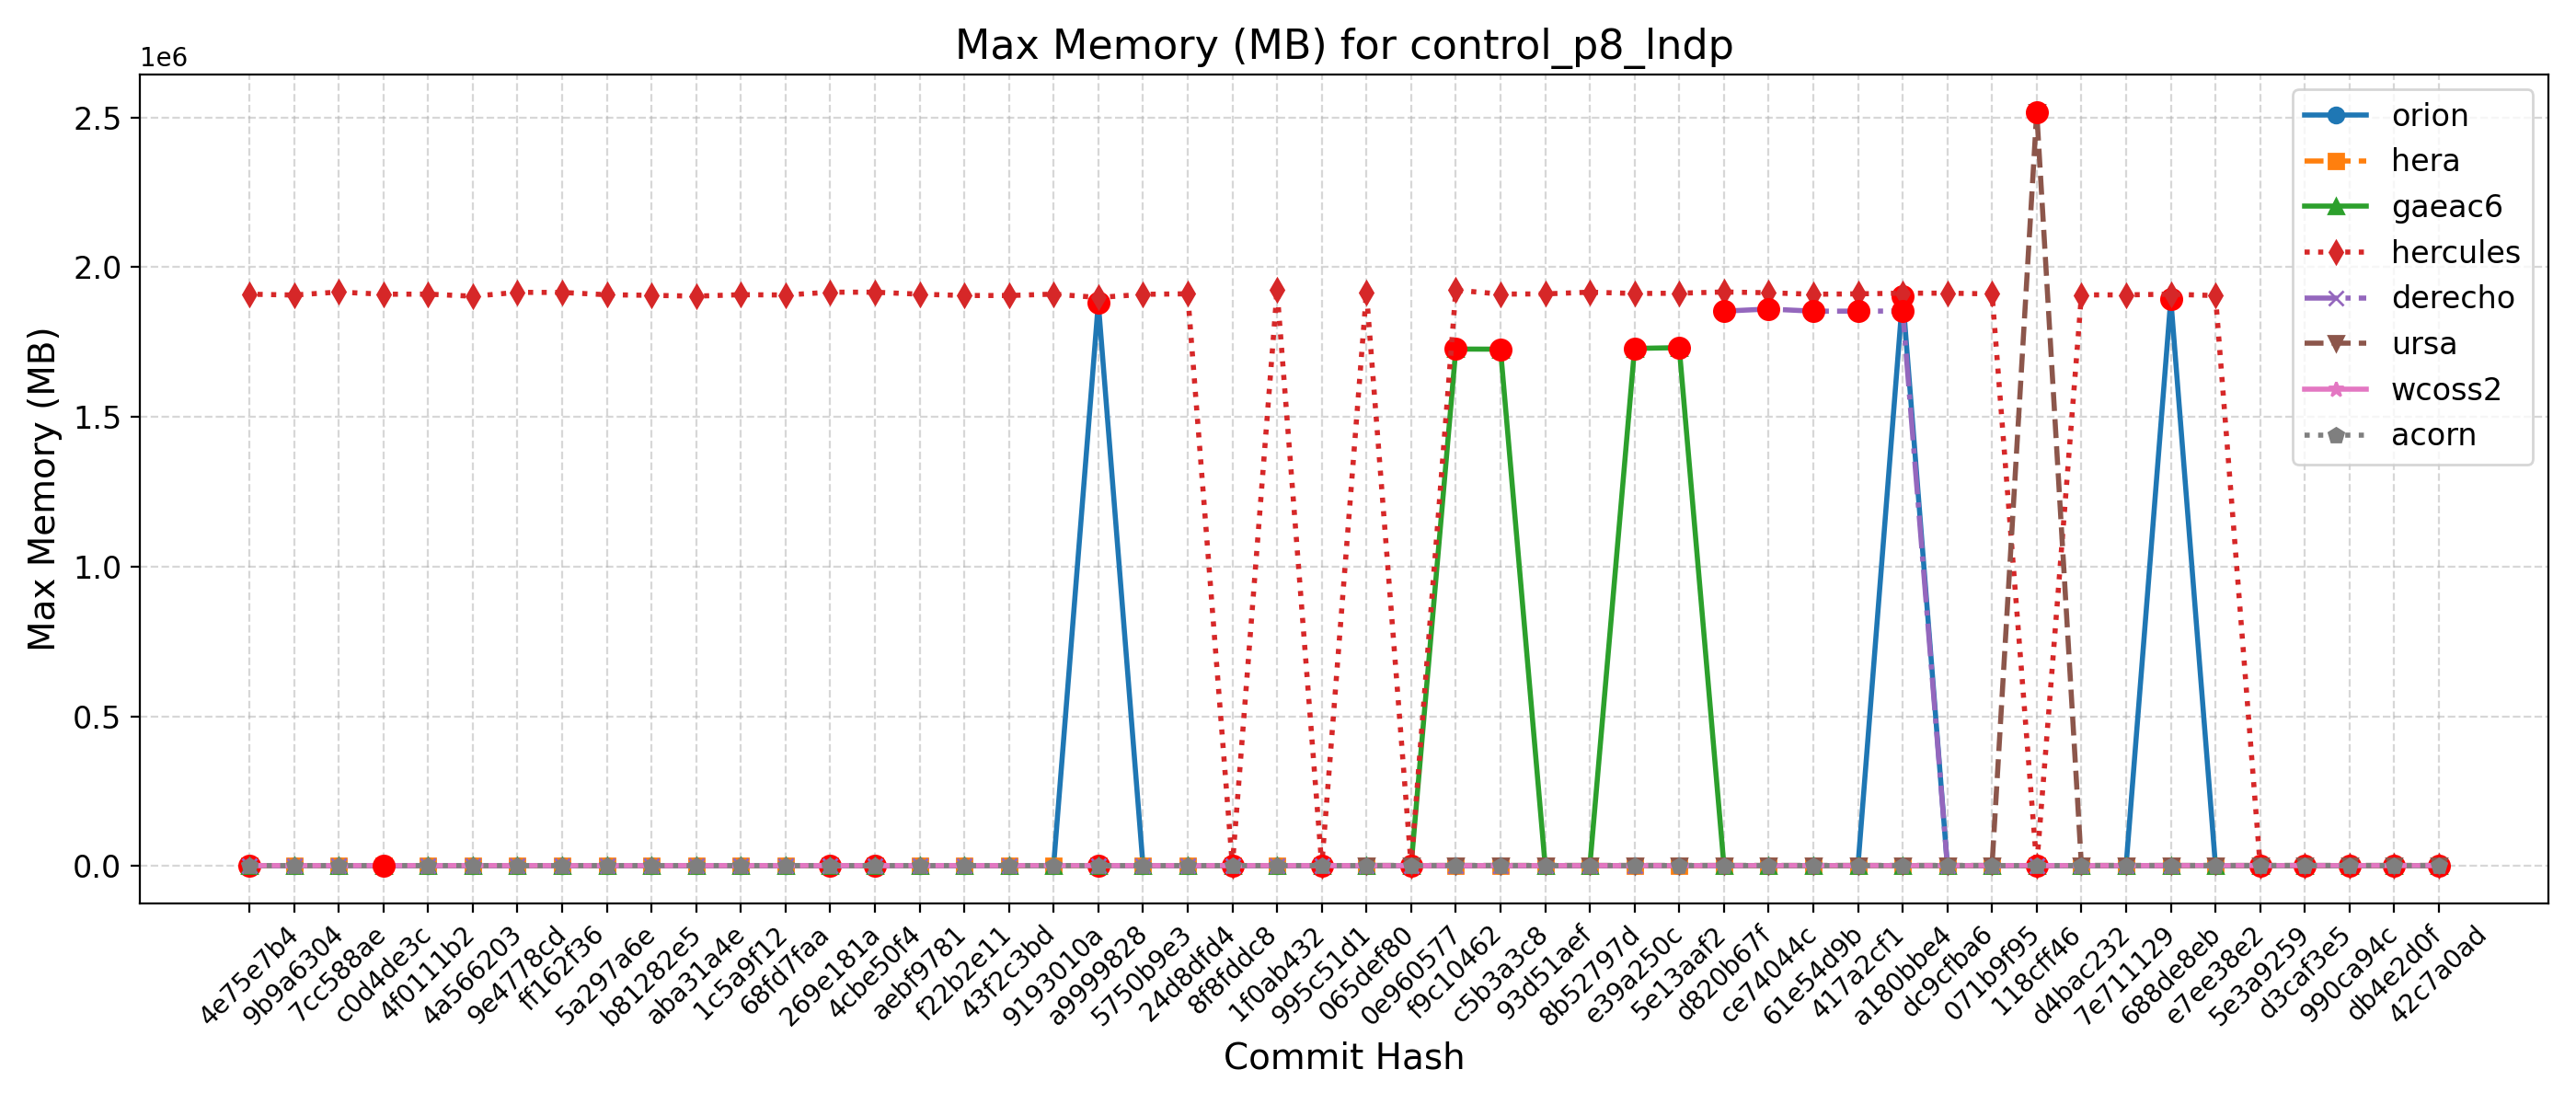 Max Memory (MB) for control_p8_lndp
1e6
2.5
2.0
1.5
1.0
0.5
0.0
Max Memory (MB)
orion
hera
gaeac6
hercules
derecho
ursa
wcoss2
acorn
4e75e7b4
9b9a6304
7cc588ae
c0d4de3c
4f0111b2
4a566203
9e4778cd
ff162f36
5a297a6e
b81282e5
aba31a4e
1c5a9f12
68fd7faa
269e181a
4cbe50f4
aebf9781
f22b2e11
43f2c3bd
9193010a
a9999828
5750b9e3
24d8dfd4
8f8fddc8
1f0ab432
995c51d1
065def80
0e960577
f9c10462
c5b3a3c8
93d51aef
8b52797d
e39a250c
5e13aaf2
d820b67f
ce74044c
61e54d9b
417a2cf1
a180bbe4
dc9cfba6
071b9f95
118cff46
d4bac232
7e711129
688de8eb
e7ee38e2
5e3a9259
d3caf3e5
990ca94c
db4e2d0f
42c7a0ad
Commit Hash